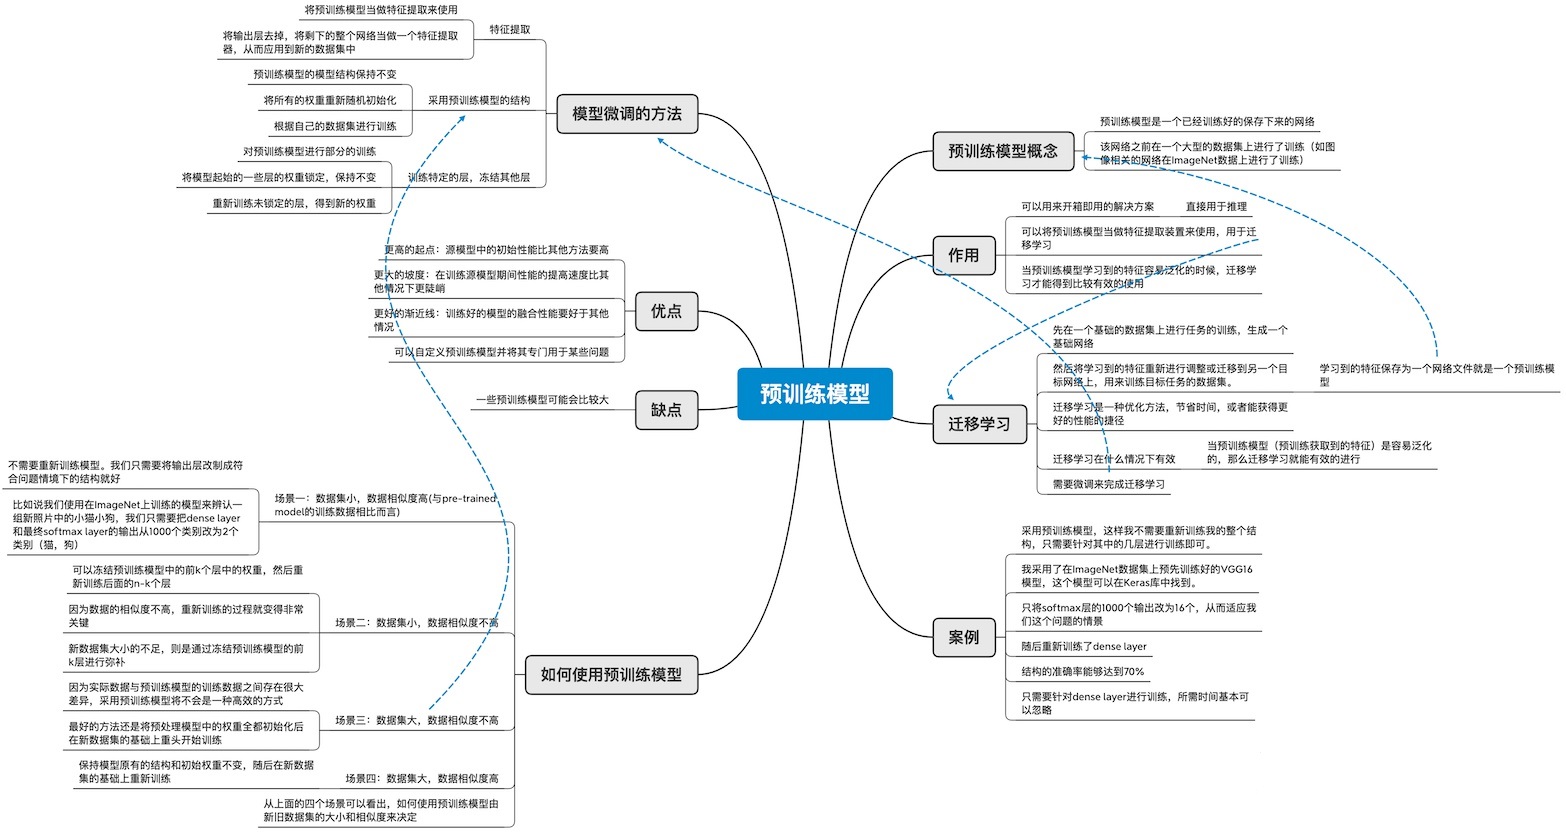 预训练模型
模型微调的方法
特征提取
将预训练模型当做特征提取来使用
将输出层去掉，将剩下的整个网络当做一个特征提取
器，从而应用到新的数据集中
采用预训练模型的结构
预训练模型的模型结构保持不变
将所有的权重重新随机初始化
根据自己的数据集进行训练
训练特定的层，冻结其他层
对预训练模型进行部分的训练
将模型起始的一些层的权重锁定，保持不变
重新训练未锁定的层，得到新的权重
优点
更高的起点：源模型中的初始性能比其他方法要高
更大的坡度：在训练源模型期间性能的提高速度比其
他情况下更陡峭
更好的渐近线：训练好的模型的融合性能要好于其他
情况
可以自定义预训练模型并将其专门用于某些问题
缺点
一些预训练模型可能会比较大
如何使用预训练模型
场景一：数据集小，数据相似度高(与pre-trained
model的训练数据相比而言)
不需要重新训练模型。我们只需要将输出层改制成符
合问题情境下的结构就好
比如说我们使用在ImageNet上训练的模型来辨认一
组新照片中的小猫小狗，我们只需要把dense layer
和最终softmax layer的输出从1000个类别改为2个
类别（猫，狗）
场景二：数据集小，数据相似度不高
可以冻结预训练模型中的前k个层中的权重，然后重
新训练后面的n-k个层
因为数据的相似度不高，重新训练的过程就变得非常
关键
新数据集大小的不足，则是通过冻结预训练模型的前
k层进行弥补
场景三：数据集大，数据相似度不高
因为实际数据与预训练模型的训练数据之间存在很大
差异，采用预训练模型将不会是一种高效的方式
最好的方法还是将预处理模型中的权重全都初始化后
在新数据集的基础上重头开始训练
场景四：数据集大，数据相似度高
保持模型原有的结构和初始权重不变，随后在新数据
集的基础上重新训练
从上面的四个场景可以看出，如何使用预训练模型由
新旧数据集的大小和相似度来决定
预训练模型概念
预训练模型是一个已经训练好的保存下来的网络
该网络之前在一个大型的数据集上进行了训练（如图
像相关的网络在ImageNet数据上进行了训练）
作用
可以用来开箱即用的解决方案
直接用于推理
可以将预训练模型当做特征提取装置来使用，用于迁
移学习
当预训练模型学习到的特征容易泛化的时候，迁移学
习才能得到比较有效的使用
迁移学习
先在一个基础的数据集上进行任务的训练，生成一个
基础网络
然后将学习到的特征重新进行调整或迁移到另一个目
标网络上，用来训练目标任务的数据集。
学习到的特征保存为一个网络文件就是一个预训练模
型
迁移学习是一种优化方法，节省时间，或者能获得更
好的性能的捷径
迁移学习在什么情况下有效
当预训练模型（预训练获取到的特征）是容易泛化
的，那么迁移学习就能有效的进行
需要微调来完成迁移学习
案例
采用预训练模型，这样我不需要重新训练我的整个结
构，只需要针对其中的几层进行训练即可。
我采用了在ImageNet数据集上预先训练好的VGG16
模型，这个模型可以在Keras库中找到。
只将softmax层的1000个输出改为16个，从而适应我
们这个问题的情景
随后重新训练了dense layer
结构的准确率能够达到70%
只需要针对dense layer进行训练，所需时间基本可
以忽略